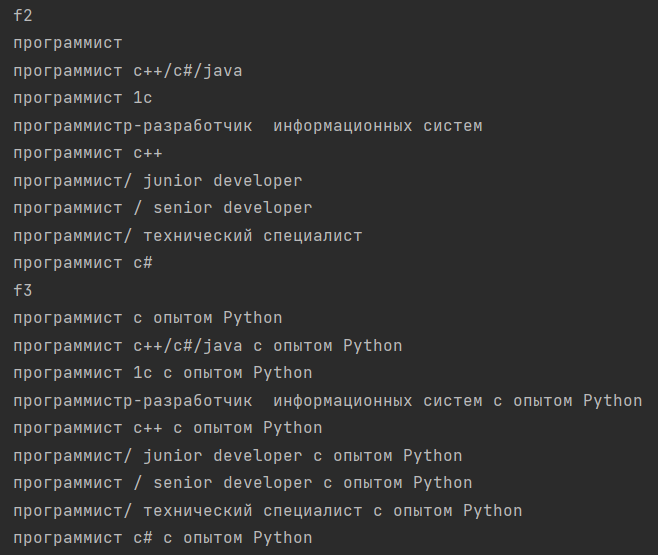 f2
программист
программист c++/c#/java
программист 1с
программистр-разработчик  информационных систем
программист c++
программист/ junior developer
программист / senior developer
программист/ технический специалист
программист c#
f3
программист с опытом Python
программист c++/c#/java с опытом Python
программист 1с с опытом Python
программистр-разработчик  информационных систем с опытом Python
программист c++ с опытом Python
программист/ junior developer с опытом Python
программист / senior developer с опытом Python
программист/ технический специалист с опытом Python
программист c# с опытом Python